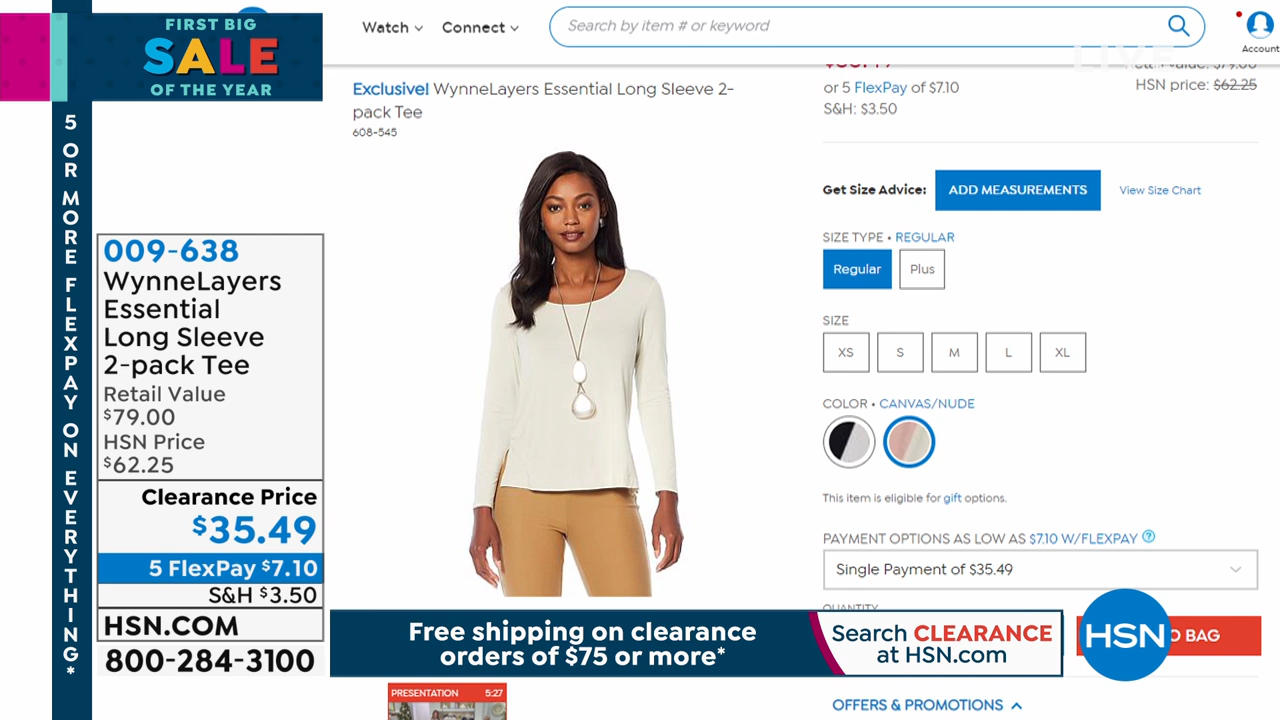 FIRST BIG
SALE
OF THE YEAR
5 OR MORE FLEXPAY ON EVERYTHING*
009-638
WynneLayers
Essential
Long Sleeve
2-pack Tee
Retail Value
$79.00
HSN Price
$62.25
Clearance Price
$35.49
5 FlexPay $7.10
S&H $3.50
HSN.COM
800-284-3100
Watch
Connect
Search by item # or keyword
Account
LIVE
Exclusive! WynneLayers Essential Long Sleeve 2-
pack Tee
608-545
or 5 FlexPay of $7.10
S&H: $3.50
HSN price: $62.25
Get Size Advice:
ADD MEASUREMENTS
View Size Chart
SIZE TYPE • REGULAR
Regular
Plus
SIZE
XS
S
M
L
XL
COLOR • CANVAS/NUDE
This item is eligible for gift options.
PAYMENT OPTIONS AS LOW AS $7.10 W/FLEXPAY ?
Single Payment of $35.49
QUANTITY
Free shipping on clearance
orders of $75 or more*
Search CLEARANCE
at HSN.com
HSN
BAG
PRESENTATION 5:27
OFFERS & PROMOTIONS